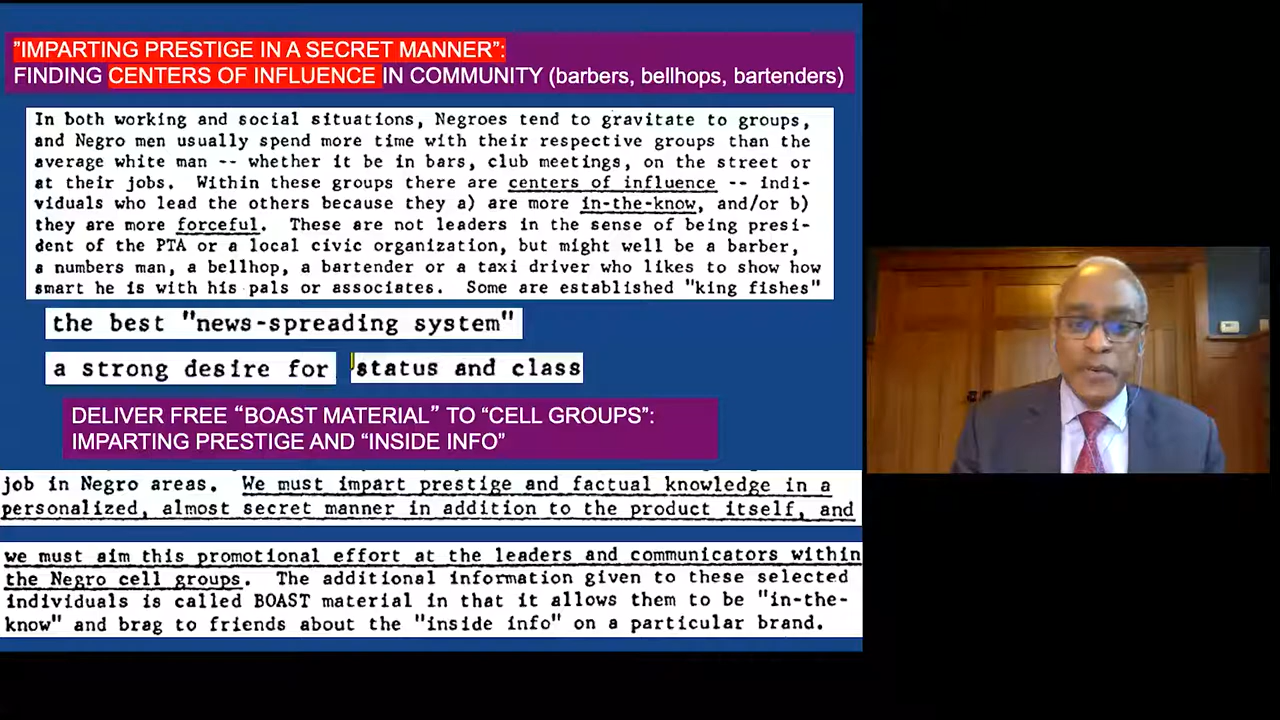 ”IMPARTING PRESTIGE IN A SECRET MANNER”:
FINDING CENTERS OF INFLUENCE IN COMMUNITY (barbers, bellhops, bartenders)
In both working and social situations, Negroes tend to gravitate to groups,
and Negro men usually spend more time with their respective groups than the
average white man -- whether it be in bars, club meetings, on the street or
at their jobs. Within these groups there are centers of influence -- indi-
viduals who lead the others because they a) are more in-the-know, and/or b)
they are more forceful. These are not leaders in the sense of being presi-
dent of the PTA or a local civic organization, but might well be a barber,
a numbers man, a bellhop, a bartender or a taxi driver who likes to show how
smart he is with his pals or associates. Some are established "king fishes"
the best "news-spreading system"
a strong desire for status and class
DELIVER FREE “BOAST MATERIAL” TO “CELL GROUPS”:
IMPARTING PRESTIGE AND “INSIDE INFO”
job in Negro areas. We must impart prestige and factual knowledge in a
personalized, almost secret manner in addition to the product itself, and
we must aim this promotional effort at the leaders and communicators within
the Negro cell groups. The additional information given to these selected
individuals is called BOAST material in that it allows them to be "in-the-
know" and brag to friends about the "inside info" on a particular brand.